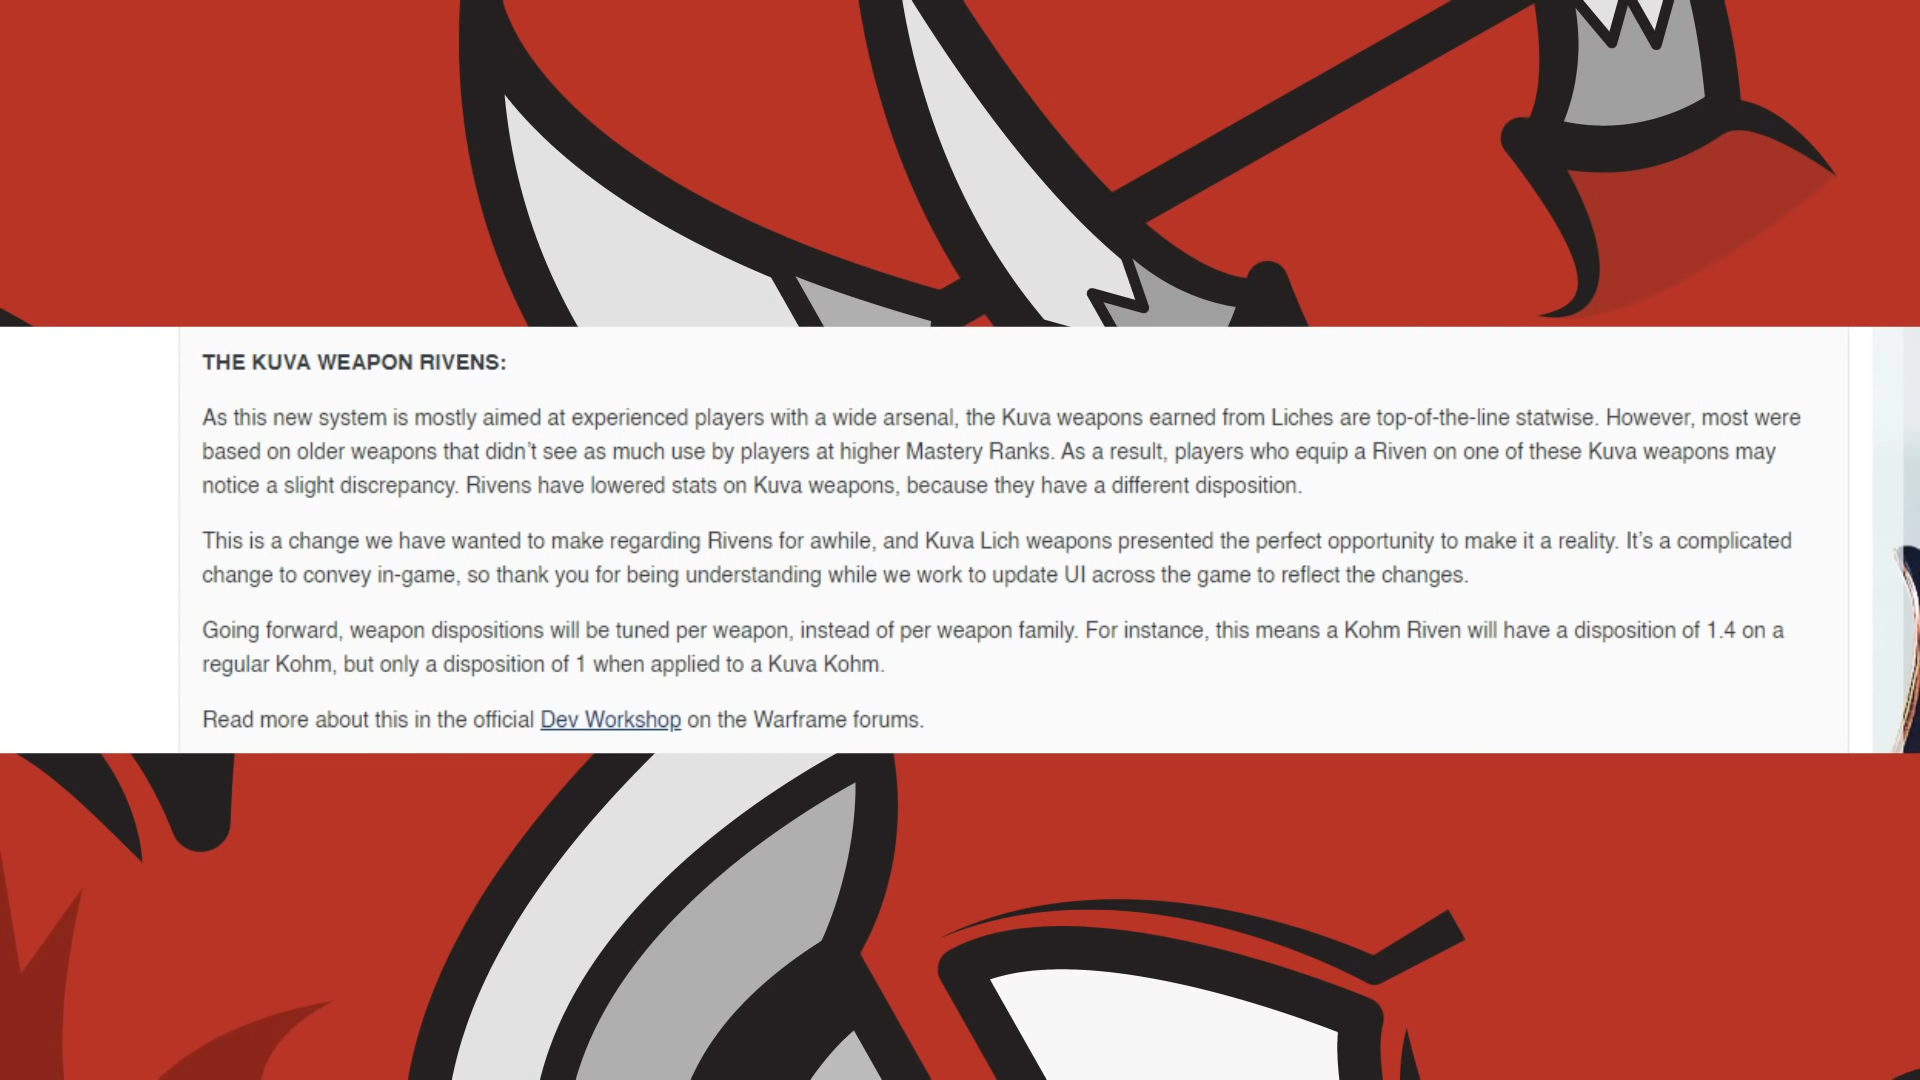 THE KUVA WEAPON RIVENS:
As this new system is mostly aimed at experienced players with a wide arsenal, the Kuva weapons earned from Liches are top-of-the-line statwise. However, most were
based on older weapons that didn’t see as much use by players at higher Mastery Ranks. As a result, players who equip a Riven on one of these Kuva weapons may
notice a slight discrepancy. Rivens have lowered stats on Kuva weapons, because they have a different disposition.
This is a change we have wanted to make regarding Rivens for awhile, and Kuva Lich weapons presented the perfect opportunity to make it a reality. It’s a complicated
change to convey in-game, so thank you for being understanding while we work to update UI across the game to reflect the changes.
Going forward, weapon dispositions will be tuned per weapon, instead of per weapon family. For instance, this means a Kohm Riven will have a disposition of 1.4 on a
regular Kohm, but only a disposition of 1 when applied to a Kuva Kohm.
Read more about this in the official Dev Workshop on the Warframe forums.